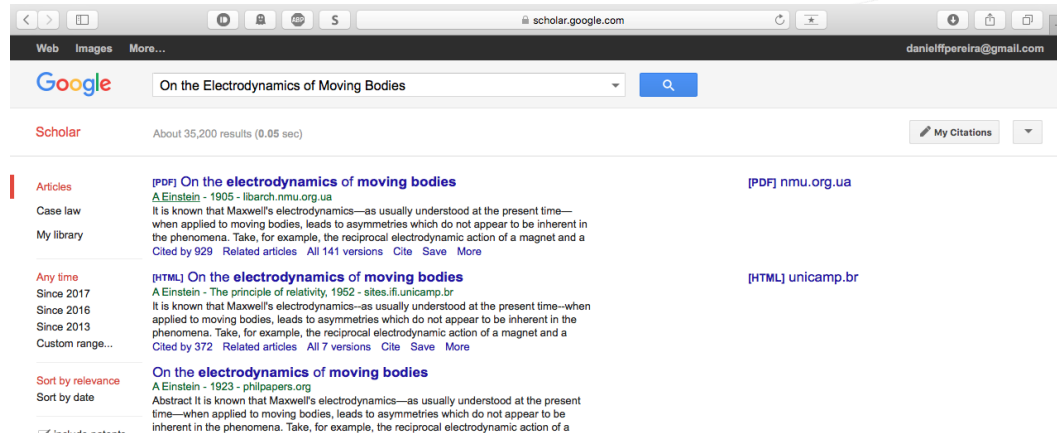 scholar.google.com
Web Images More...
danielffpereira@gmail.com
Google
On the Electrodynamics of Moving Bodies
Scholar
About 35,200 results (0.05 sec)
My Citations
Articles
Case law
My library
Any time
Since 2017
Since 2016
Since 2013
Custom range...
Sort by relevance
Sort by date
include patents
[PDF] On the electrodynamics of moving bodies
A Einstein - 1905 - libarch.nmu.org.ua
It is known that Maxwell's electrodynamics—as usually understood at the present time—
when applied to moving bodies, leads to asymmetries which do not appear to be inherent in
the phenomena. Take, for example, the reciprocal electrodynamic action of a magnet and a
Cited by 929 Related articles All 141 versions Cite Save More
[PDF] nmu.org.ua
[HTML] On the electrodynamics of moving bodies
A Einstein - The principle of relativity, 1952 - sites.ifi.unicamp.br
It is known that Maxwell's electrodynamics--as usually understood at the present time--when
applied to moving bodies, leads to asymmetries which do not appear to be inherent in the
phenomena. Take, for example, the reciprocal electrodynamic action of a magnet and a
Cited by 372 Related articles All 7 versions Cite Save More
[HTML] unicamp.br
On the electrodynamics of moving bodies
A Einstein - 1923 - philpapers.org
Abstract It is known that Maxwell's electrodynamics—as usually understood at the present
time—when applied to moving bodies, leads to asymmetries which do not appear to be
inherent in the phenomena. Take, for example, the reciprocal electrodynamic action of a